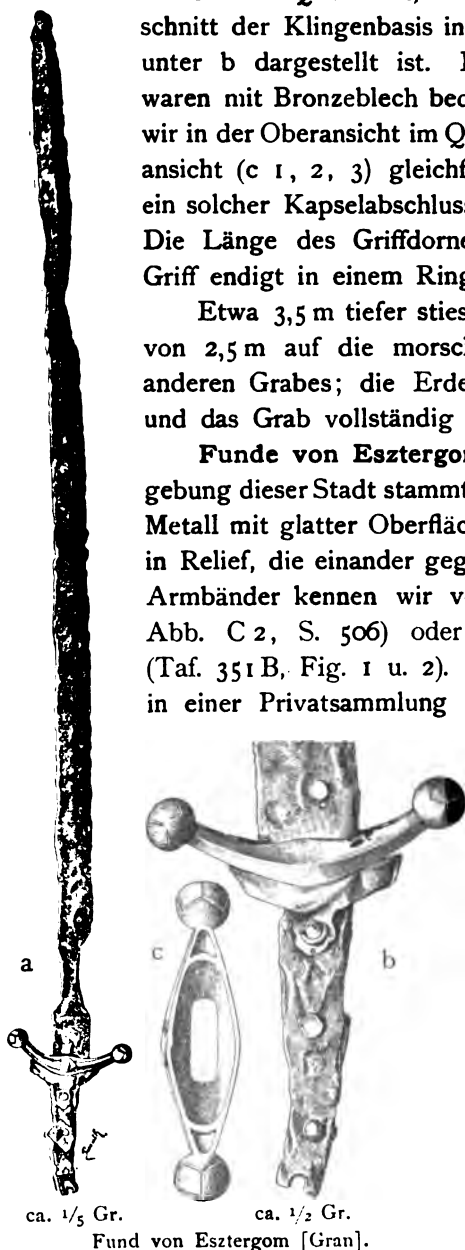 schnitt der Klingenbasis in
unter b dargestellt ist.
waren mit Bronzeblech bed
wir in der Oberansicht im Q
ansicht (c 1, 2, 3) gleichf
ein solcher Kapselabschluss
Die Länge des Griffdorne
Griff endigt in einem Ring
Etwa 3,5 m tiefer sties
von 2,5 m auf die morsch
anderen Grabes; die Erde
und das Grab vollständig
Funde von Esztergom
gebung dieser Stadt stammt
Metall mit glatter Oberfläc
in Relief, die einander geg
Armbänder kennen wir v
Abb. C 2, S. 506) oder
(Taf. 351 B, Fig. 1 u. 2).
in einer Privatsammlung
a
c
b
ca. 1/5 Gr.
ca. 1/2 Gr.
Fund von Esztergom [Gran].